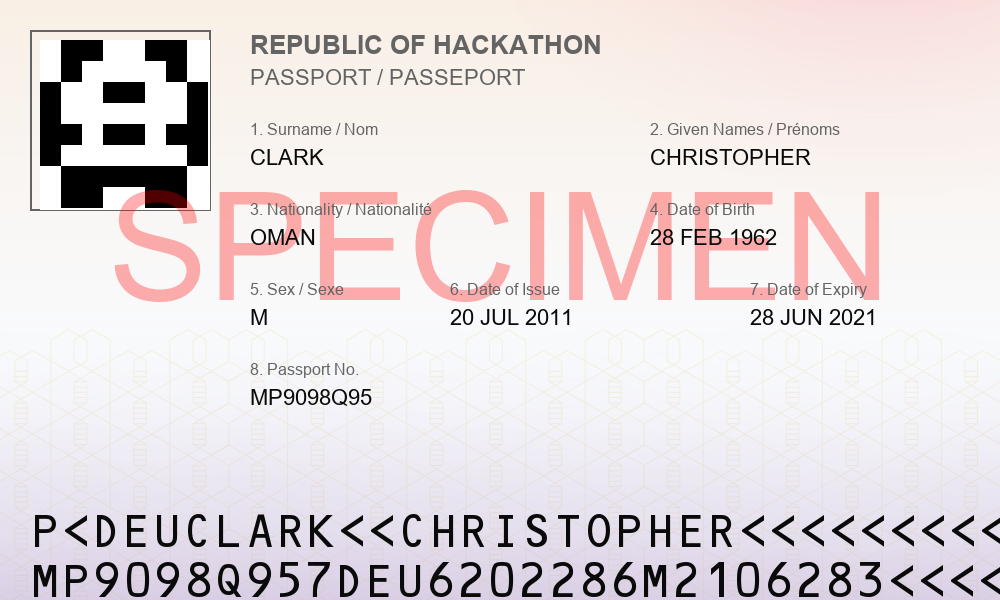 REPUBLIC OF HACKATHON
PASSPORT / PASSEPORT
1. Surname / Nom 2. Given Names / Prénoms
CLARK CHRISTOPHER
SPECIMEN
3. Nationality / Nationalité 4. Date of Birth
OMAN 28 FEB 1962
5. Sex / Sexe 6. Date of Issue 7. Date of Expiry
M 20 JUL 2011 28 JUN 2021
8. Passport No.
MP9098Q95
P<DEUCLARK<<CHRISTOPHER<<<<<<<<<
MP9098Q957DEU6202286M2106283<<<<